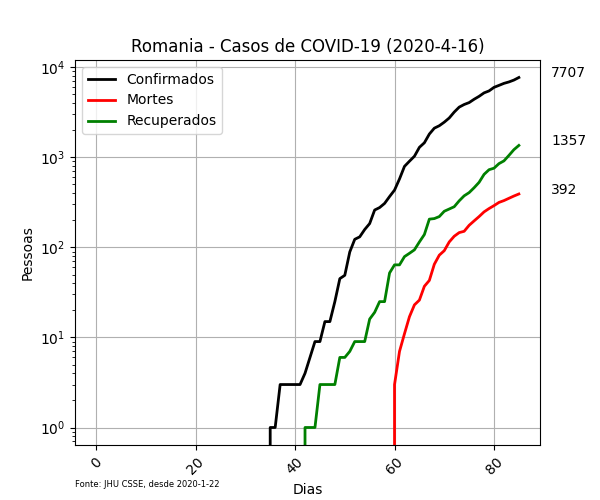 Romania - Casos de COVID-19 (2020-4-16)
Confirmados
Mortes
Recuperados
7707
1357
392
Pessoas
10⁴
10³
10²
10¹
10⁰
0
20
40
60
80
Dias
Fonte: JHU CSSE, desde 2020-1-22